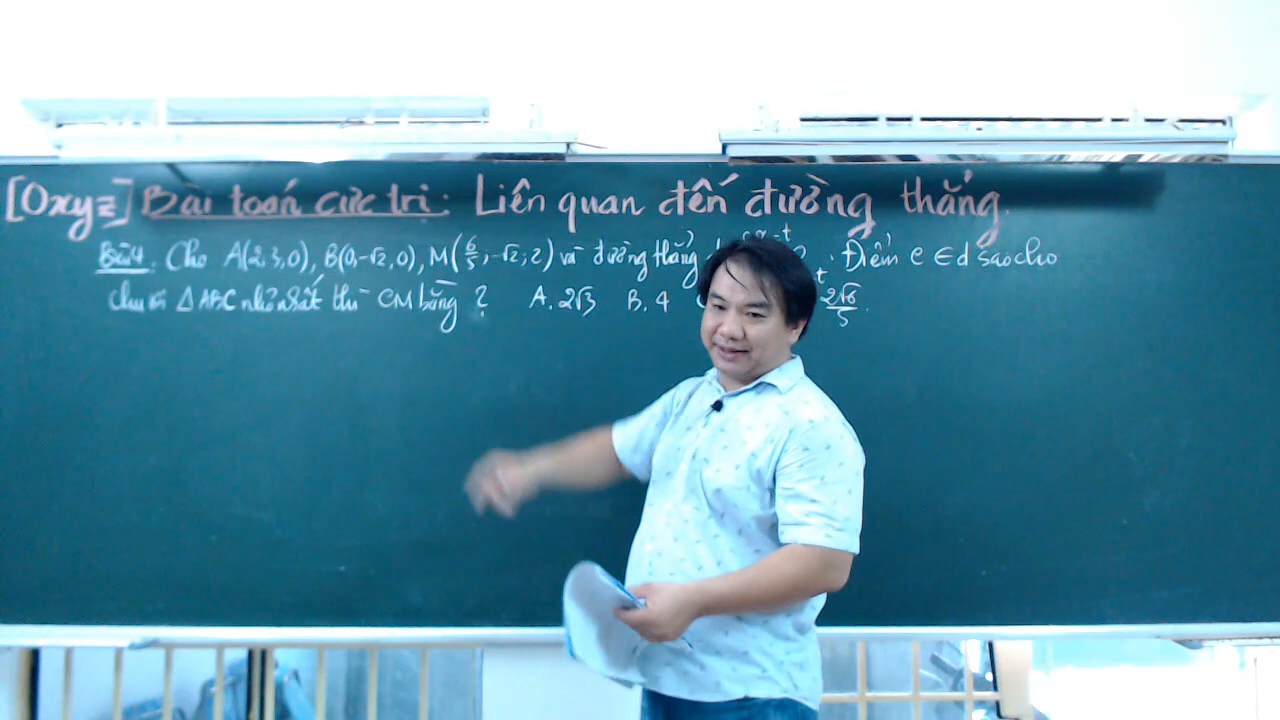 [Oxyz] Bài toán cực trị: Liên quan đến đường thẳng.
Bài 4. Cho A(2,3,0), B(0,-√2,0), M(6/5; -√2; 2) và đường thẳng d . Điểm C ∈ d sao cho
chu vi ΔABC nhỏ nhất thì CM bằng ? A. 2√3 B. 4 2√6/5.